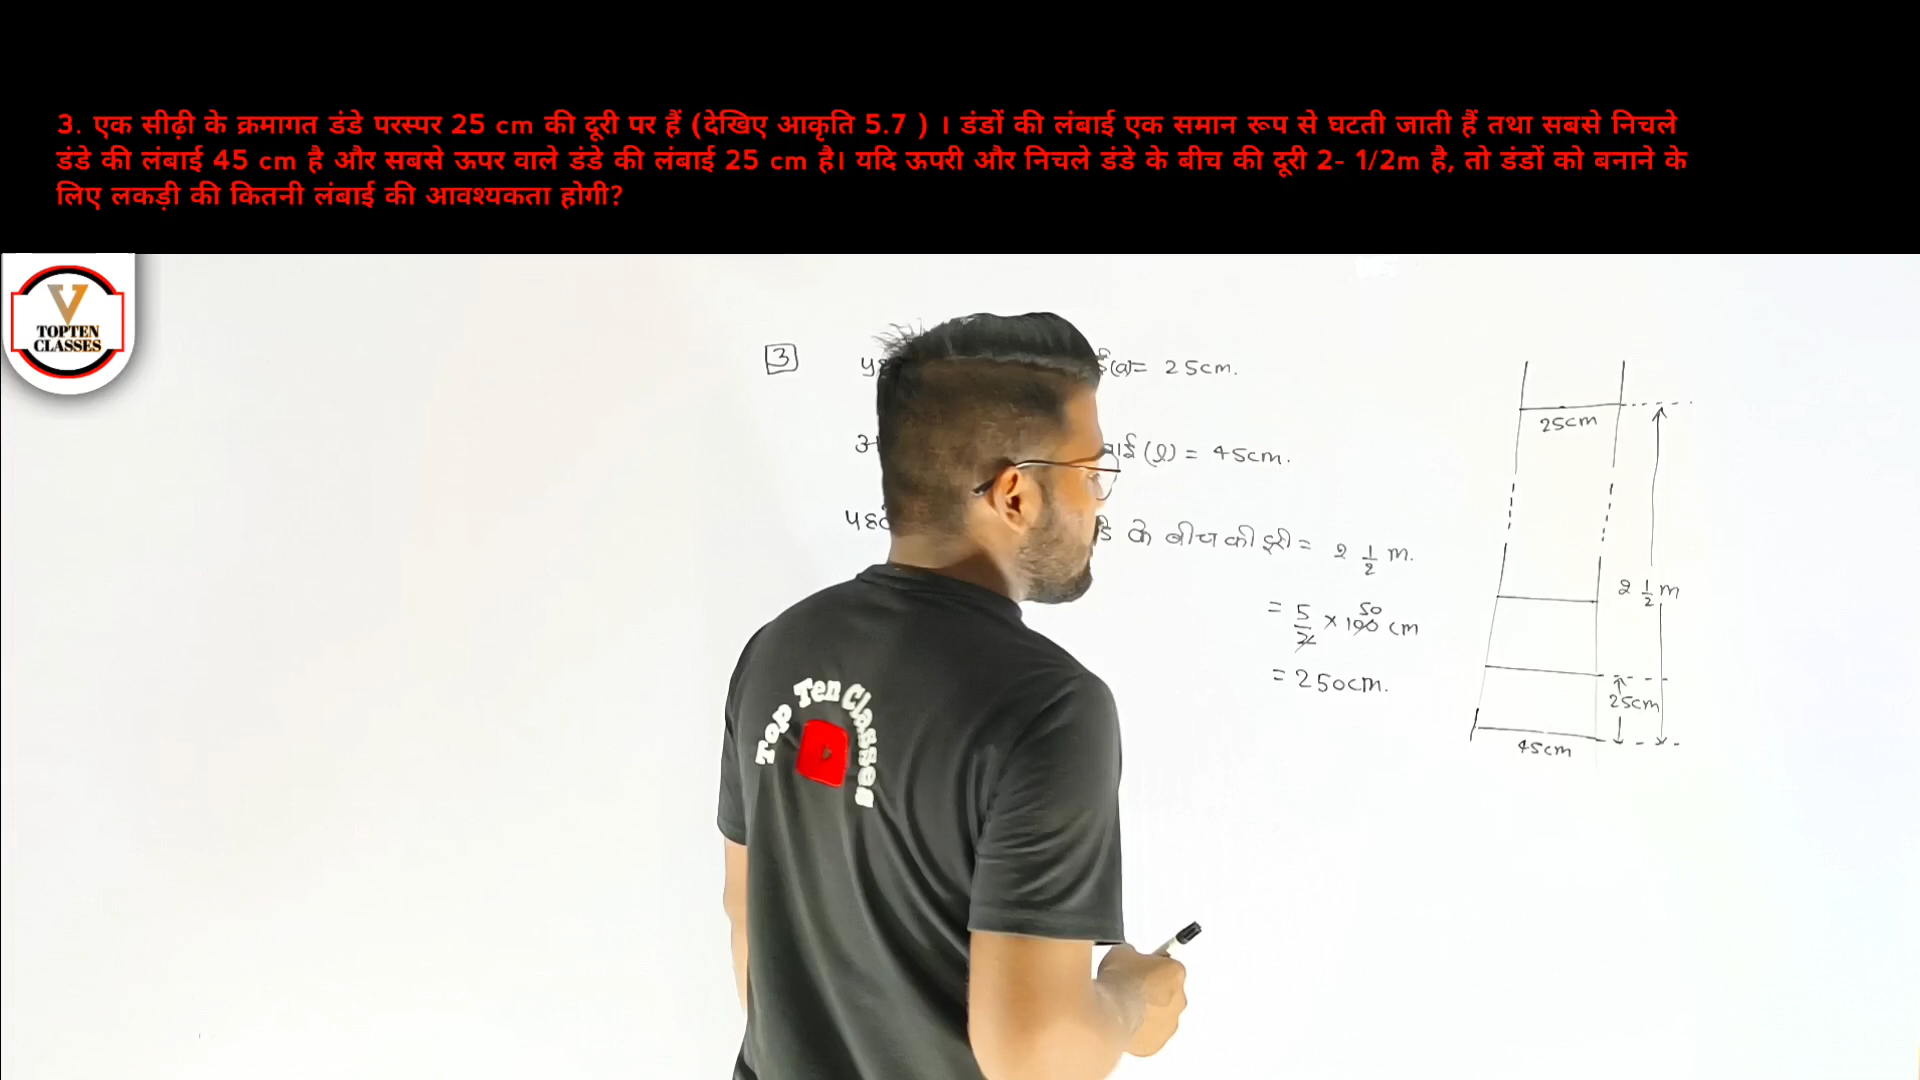 3. एक सीढ़ी के क्रमागत डंडे परस्पर 25 cm की दूरी पर हैं (देखिए आकृति 5.7 ) । डंडों की लंबाई एक समान रूप से घटती जाती हैं तथा सबसे निचले
डंडे की लंबाई 45 cm है और सबसे ऊपर वाले डंडे की लंबाई 25 cm है। यदि ऊपरी और निचले डंडे के बीच की दूरी 2- 1/2m है, तो डंडों को बनाने के
लिए लकड़ी की कितनी लंबाई की आवश्यकता होगी?
V
TOPTEN
CLASSES
3
(a)= 25cm.
(l) = 45cm.
के बीच की दूरी = 2 1/2 m.
= 5/2 × 100 50 cm
= 250cm.
25cm
2 1/2 m
25cm
45cm
Top Ten Classes